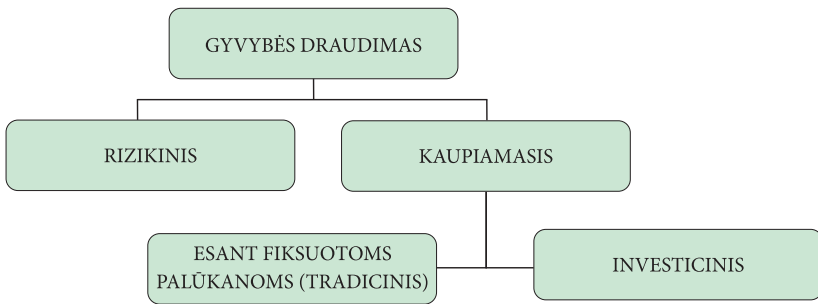 GYVYBĖS DRAUDIMAS
RIZIKINIS
KAUPIAMASIS
ESANT FIKSUOTOMS
PALŪKANOMS (TRADICINIS)
INVESTICINIS